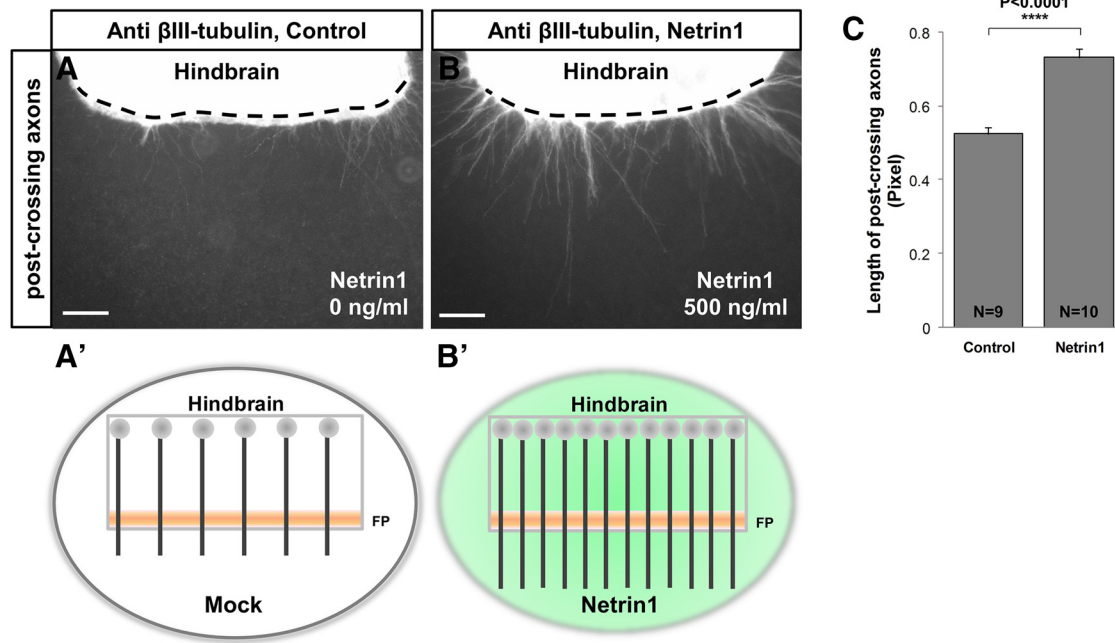 Anti βIII-tubulin, Control
Anti βIII-tubulin, Netrin1
post-crossing axons
A
Hindbrain
Netrin1
0 ng/ml
B
Hindbrain
Netrin1
500 ng/ml
C
P<0.0001
****
Length of post-crossing axons
(Pixel)
0.8
0.6
0.4
0.2
0
N=9
N=10
Control
Netrin1
A’
Hindbrain
FP
Mock
B’
Hindbrain
FP
Netrin1